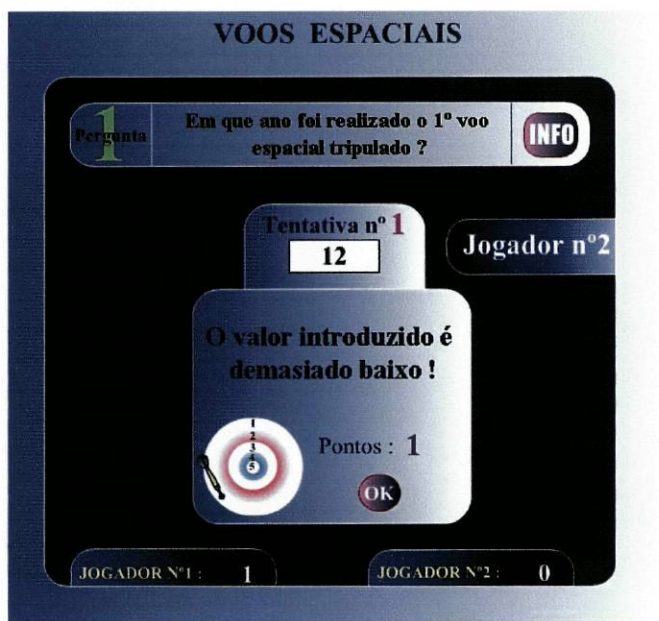 VOOS ESPACIAIS
1
Pergunta
Em que ano foi realizado o 1º voo
espacial tripulado ?
INFO
Tentativa nº 1
12
Jogador nº2
O valor introduzido é
demasiado baixo !
1
2
3
4
5
Pontos : 1
OK
JOGADOR Nº1 : 1
JOGADOR Nº2 : 0